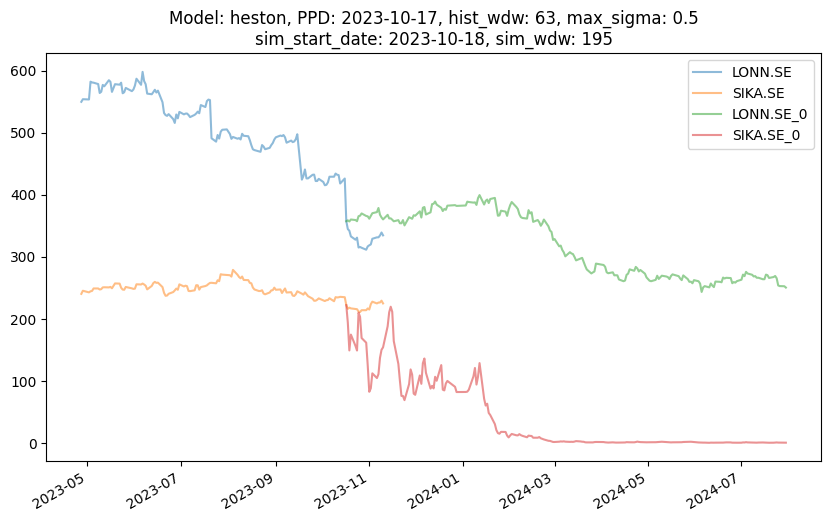 Model: heston, PPD: 2023-10-17, hist_wdw: 63, max_sigma: 0.5
sim_start_date: 2023-10-18, sim_wdw: 195
LONN.SE
SIKA.SE
LONN.SE_0
SIKA.SE_0
600
500
400
300
200
100
0
2023-05
2023-07
2023-09
2023-11
2024-01
2024-03
2024-05
2024-07